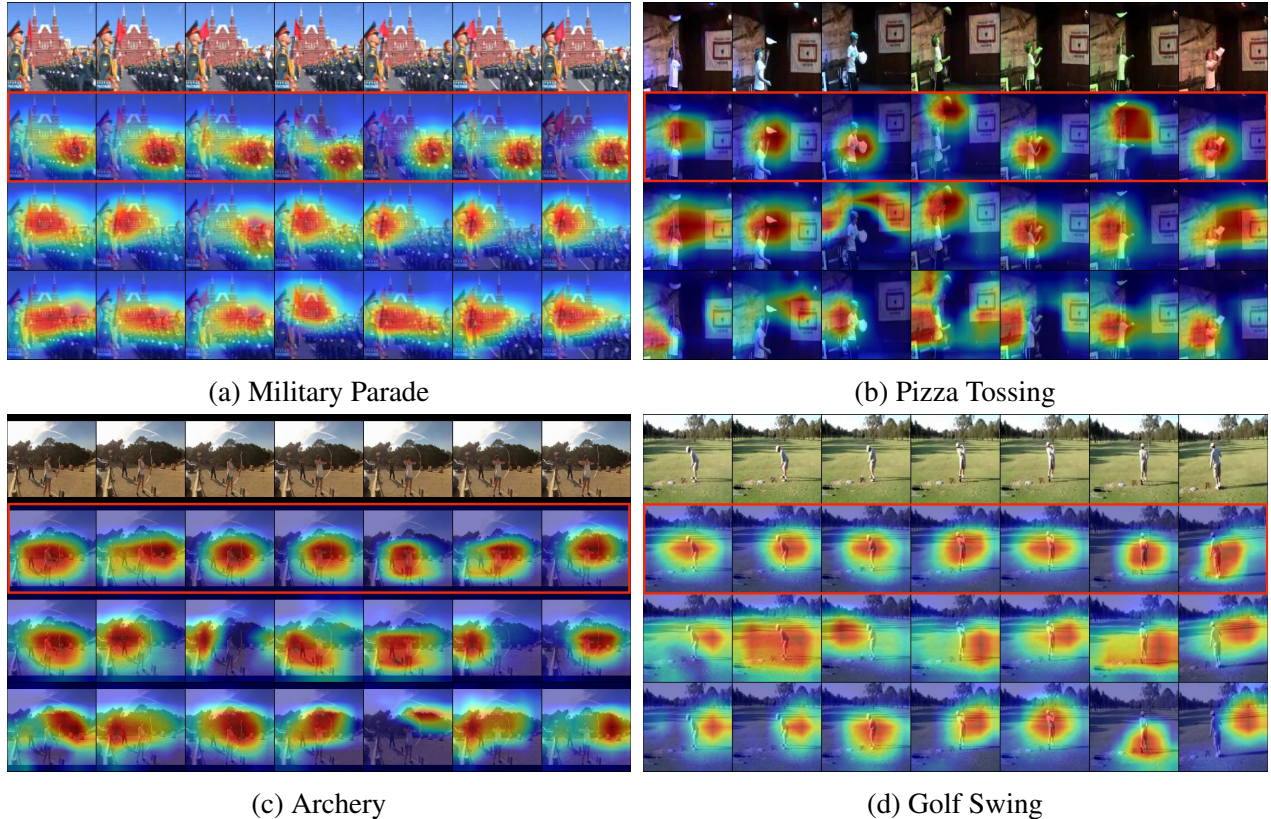 (a) Military Parade
(b) Pizza Tossing
(c) Archery
(d) Golf Swing